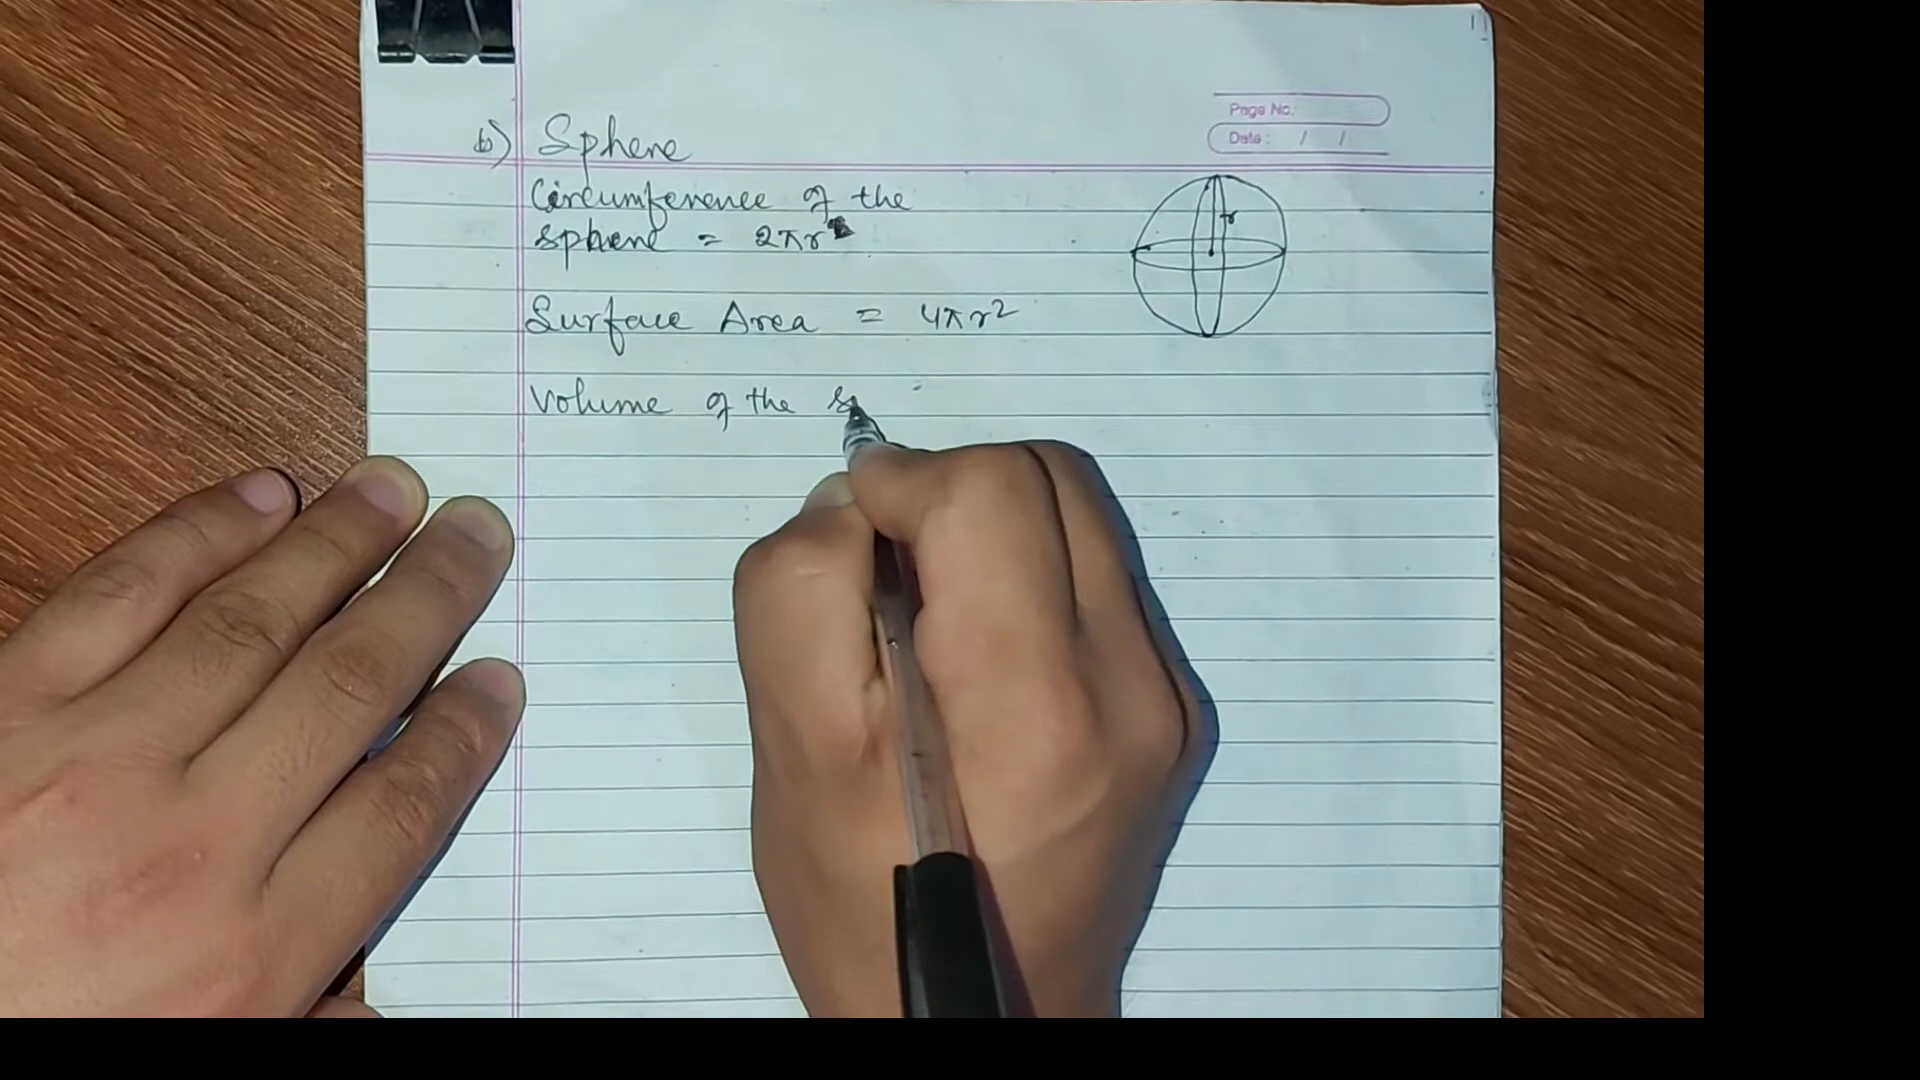 Page No.:
Date : / /
b) Sphere
Circumference of the
sphere = 2πr
r
Surface Area = 4πr²
Volume of the s